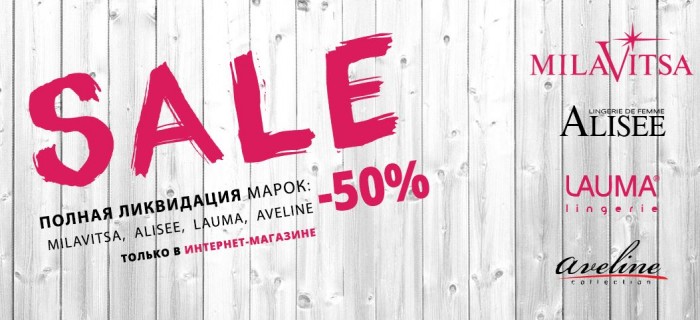 SALE
ПОЛНАЯ ЛИКВИДАЦИЯ МАРОК:
MILAVITSA, ALISEE, LAUMA, AVELINE
-50%
ТОЛЬКО В ИНТЕРНЕТ-МАГАЗИНЕ
MILAVITSA
LINGERIE DE FEMME
ALISEE
LAUMA®
lingerie
aveline
collection